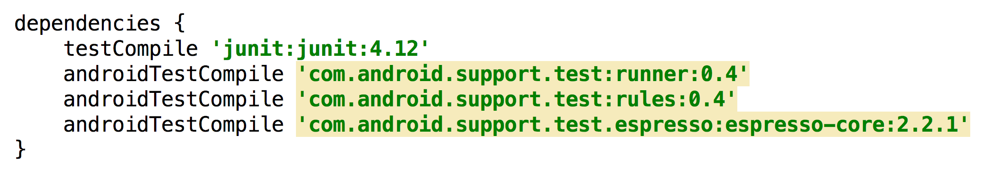 dependencies {
    testCompile 'junit:junit:4.12'
    androidTestCompile 'com.android.support.test:runner:0.4'
    androidTestCompile 'com.android.support.test:rules:0.4'
    androidTestCompile 'com.android.support.test.espresso:espresso-core:2.2.1'
}